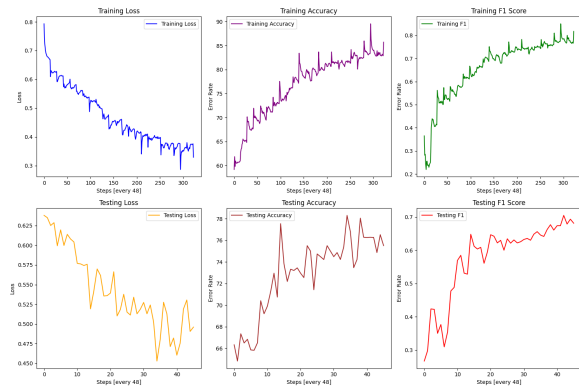 Training Loss
Training Accuracy
Training F1 Score
Training Loss
Training Accuracy
Training F1
0.8
0.7
0.6
0.5
0.4
0.3
Loss
90
85
80
75
70
65
60
Error Rate
0.8
0.7
0.6
0.5
0.4
0.3
0.2
Error Rate
0 50 100 150 200 250 300
0 50 100 150 200 250 300
0 50 100 150 200 250 300
Steps [every 48]
Steps [every 48]
Steps [every 48]
Testing Loss
Testing Accuracy
Testing F1 Score
Testing Loss
Testing Accuracy
Testing F1
0.625
0.600
0.575
0.550
0.525
0.500
0.475
0.450
Loss
78
76
74
72
70
68
66
Error Rate
0.7
0.6
0.5
0.4
0.3
Error Rate
0 10 20 30 40
0 10 20 30 40
0 10 20 30 40
Steps [every 48]
Steps [every 48]
Steps [every 48]